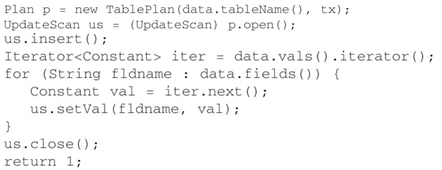 Plan p = new TablePlan(data.tableName(), tx);
UpdateScan us = (UpdateScan) p.open();
us.insert();
Iterator<Constant> iter = data.vals().iterator();
for (String fldname : data.fields()) {
   Constant val = iter.next();
   us.setVal(fldname, val);
}
us.close();
return 1;